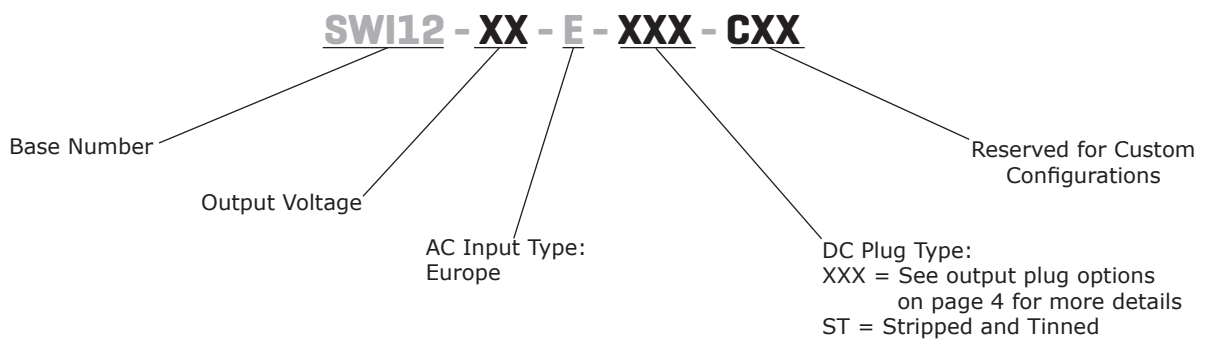 SWI12 - XX - E - XXX - CXX
Base Number
Reserved for Custom
Configurations
Output Voltage
AC Input Type:
Europe
DC Plug Type:
XXX = See output plug options
on page 4 for more details
ST = Stripped and Tinned